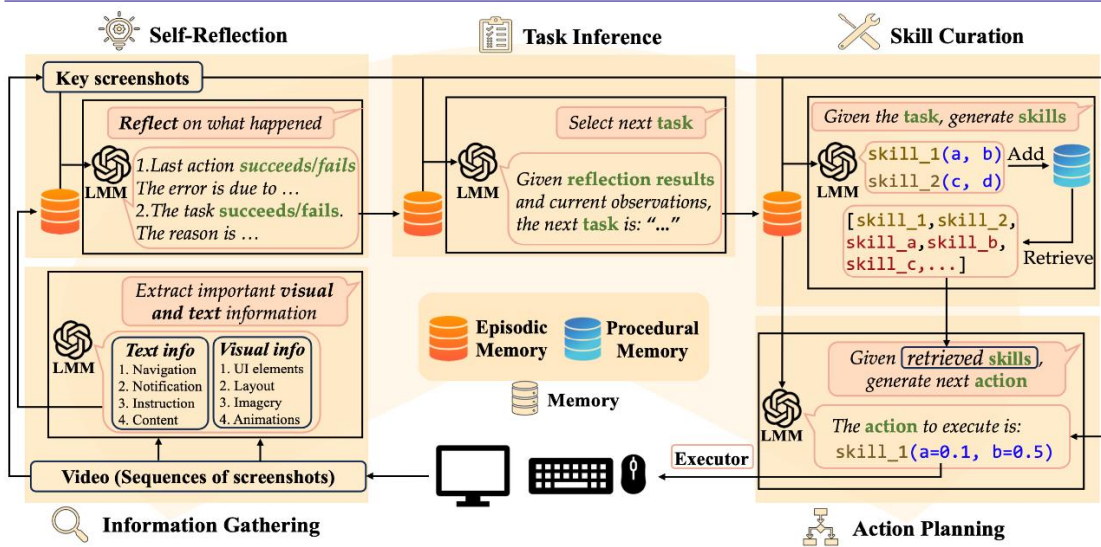 Self-Reflection
Key screenshots
Reflect on what happened
LMM
1.Last action succeeds/fails
The error is due to …
2.The task succeeds/fails.
The reason is …
Task Inference
Select next task
LMM
Given reflection results
and current observations,
the next task is: “...”
Skill Curation
Given the task, generate skills
LMM
skill_1(a, b)
skill_2(c, d)
Add
[skill_1,skill_2,
skill_a,skill_b,
skill_c,...]
Retrieve
Extract important visual
and text information
LMM
Text info
1. Navigation
2. Notification
3. Instruction
4. Content
Visual info
1. UI elements
2. Layout
3. Imagery
4. Animations
Video (Sequences of screenshots)
Information Gathering
Episodic
Memory
Procedural
Memory
Memory
Executor
Given retrieved skills,
generate next action
LMM
The action to execute is:
skill_1(a=0.1, b=0.5)
Action Planning